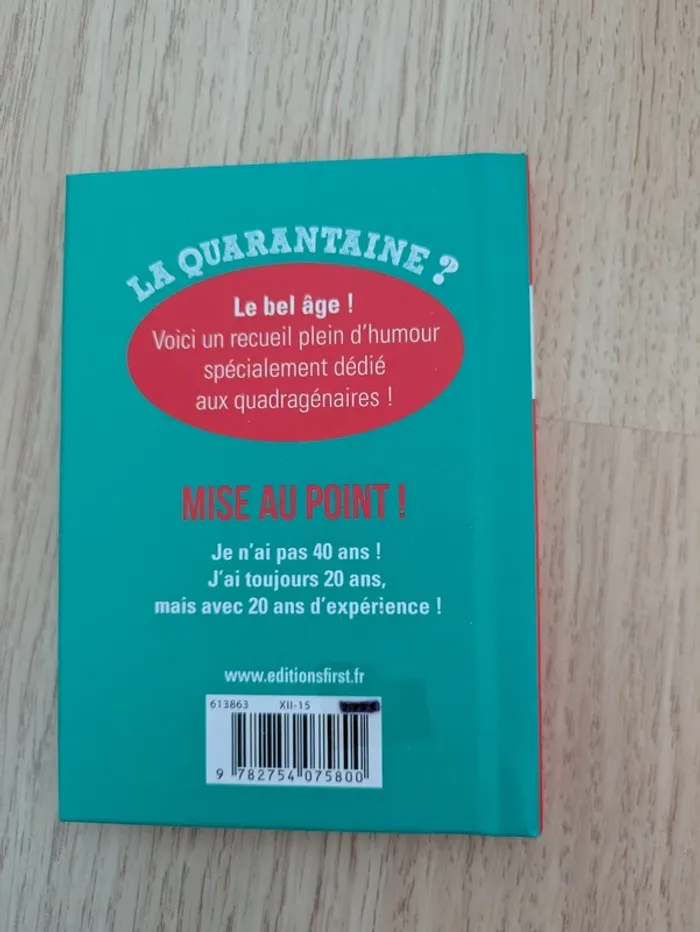 LA QUARANTAINE ?
Le bel âge !
Voici un recueil plein d'humour
spécialement dédié
aux quadragénaires !
MISE AU POINT !
Je n'ai pas 40 ans !
J'ai toujours 20 ans,
mais avec 20 ans d'expérience !
www.editionsfirst.fr
613863 XII-15
9 782754 075800